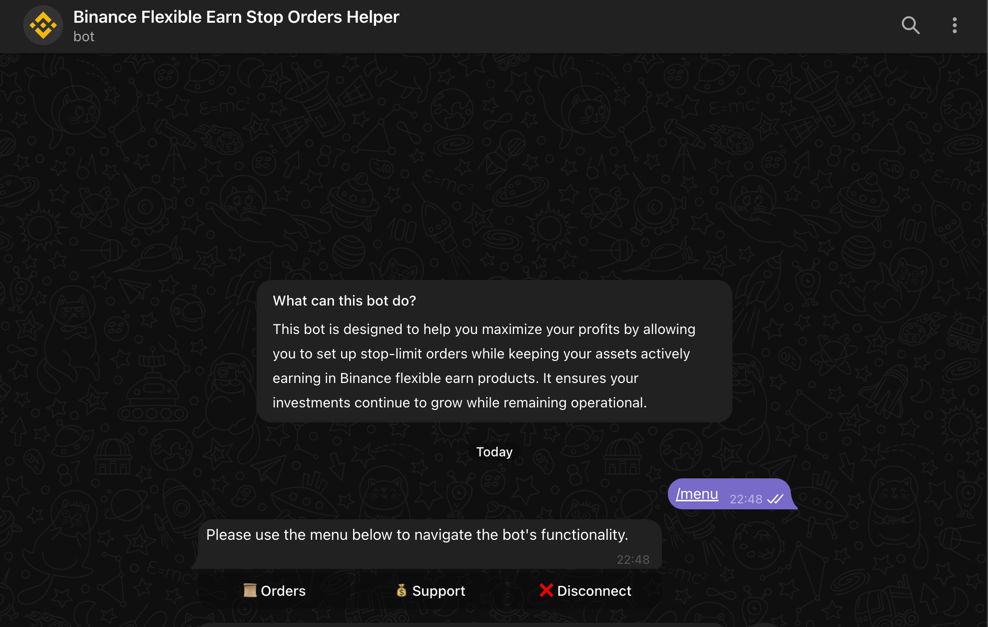 Binance Flexible Earn Stop Orders Helper
bot
What can this bot do?
This bot is designed to help you maximize your profits by allowing
you to set up stop-limit orders while keeping your assets actively
earning in Binance flexible earn products. It ensures your
investments continue to grow while remaining operational.
Today
/menu 22:48
Please use the menu below to navigate the bot's functionality.
22:48
Orders Support Disconnect